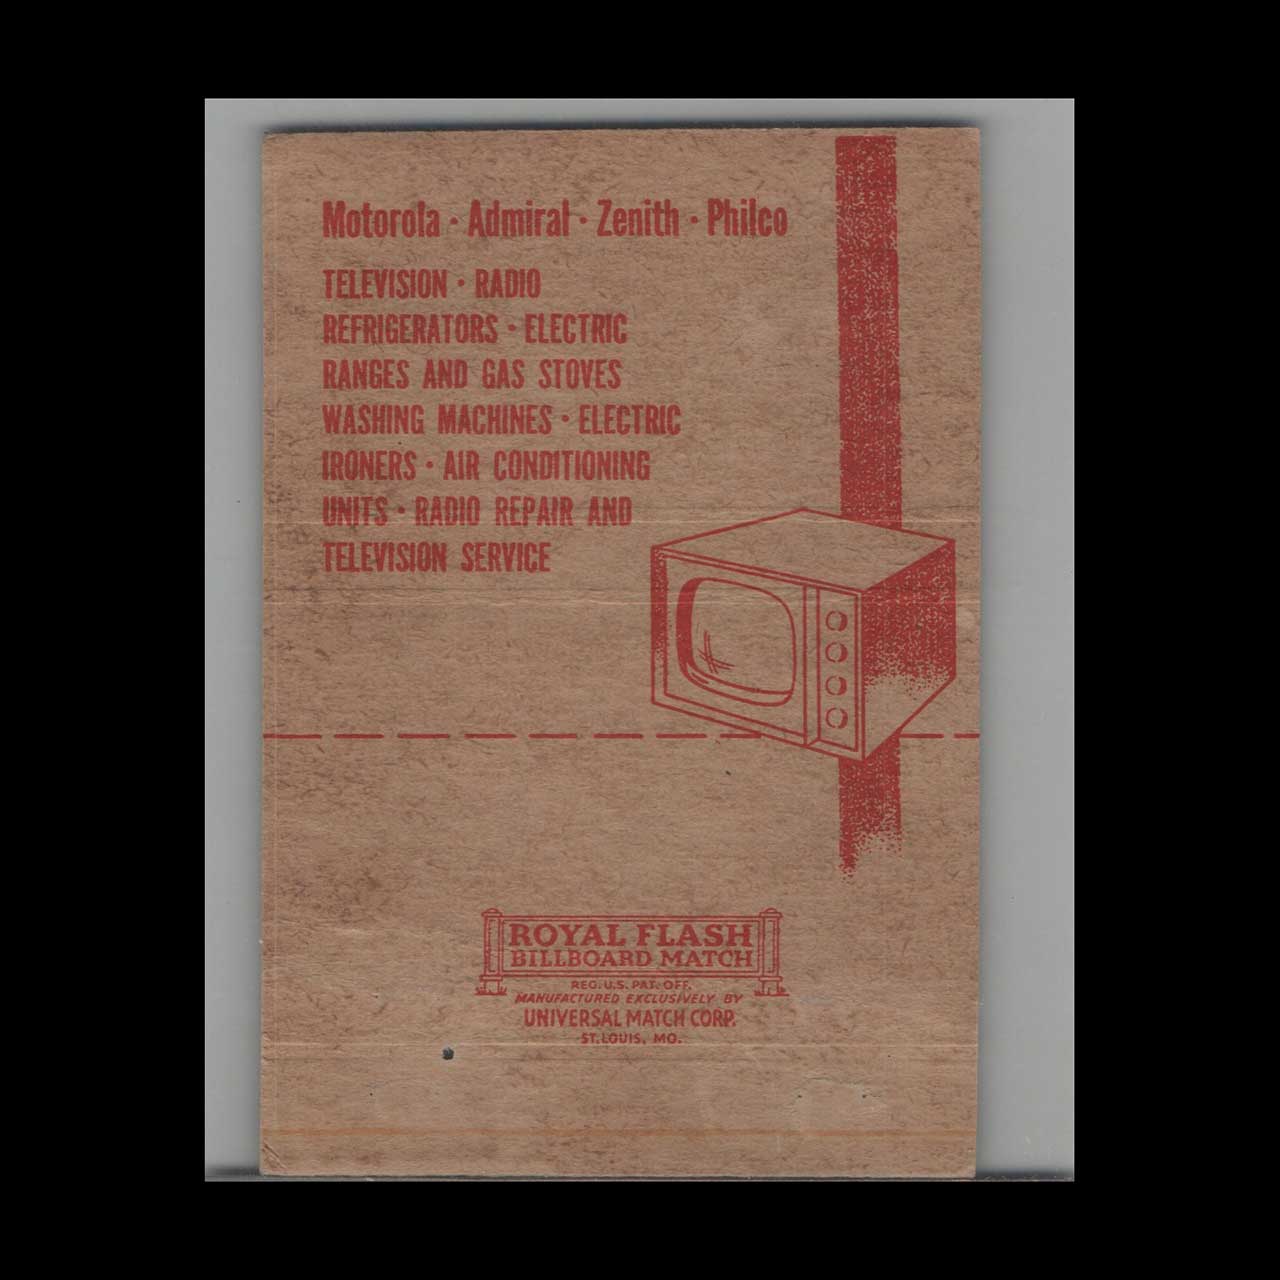 Motorola · Admiral · Zenith · Philco
TELEVISION · RADIO
REFRIGERATORS · ELECTRIC
RANGES AND GAS STOVES
WASHING MACHINES · ELECTRIC
IRONERS · AIR CONDITIONING
UNITS · RADIO REPAIR AND
TELEVISION SERVICE
ROYAL FLASH
BILLBOARD MATCH
REG. U.S. PAT. OFF.
MANUFACTURED EXCLUSIVELY BY
UNIVERSAL MATCH CORP.
ST. LOUIS, MO.